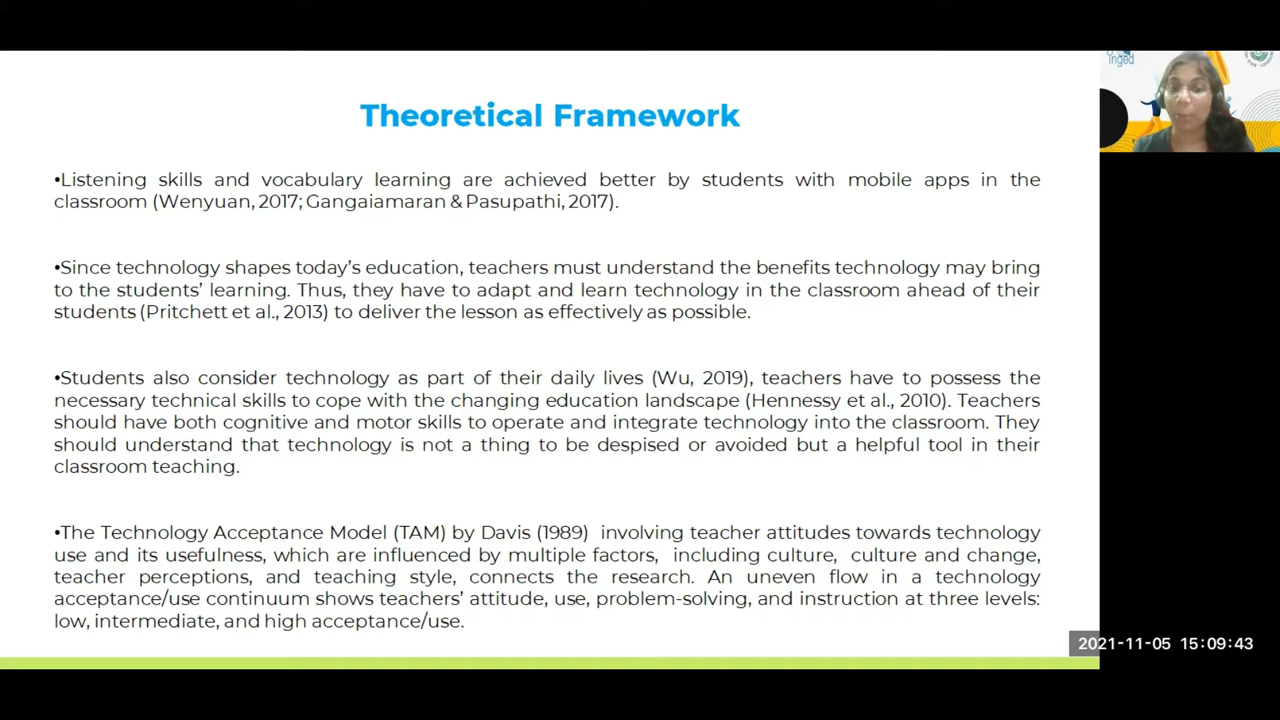 inged
Theoretical Framework
•Listening skills and vocabulary learning are achieved better by students with mobile apps in the
classroom (Wenyuan, 2017; Gangaiamaran & Pasupathi, 2017).
•Since technology shapes today's education, teachers must understand the benefits technology may bring
to the students' learning. Thus, they have to adapt and learn technology in the classroom ahead of their
students (Pritchett et al., 2013) to deliver the lesson as effectively as possible.
•Students also consider technology as part of their daily lives (Wu, 2019), teachers have to possess the
necessary technical skills to cope with the changing education landscape (Hennessy et al., 2010). Teachers
should have both cognitive and motor skills to operate and integrate technology into the classroom. They
should understand that technology is not a thing to be despised or avoided but a helpful tool in their
classroom teaching.
•The Technology Acceptance Model (TAM) by Davis (1989) involving teacher attitudes towards technology
use and its usefulness, which are influenced by multiple factors, including culture, culture and change,
teacher perceptions, and teaching style, connects the research. An uneven flow in a technology
acceptance/use continuum shows teachers' attitude, use, problem-solving, and instruction at three levels:
low, intermediate, and high acceptance/use.
2021-11-05 15:09:43